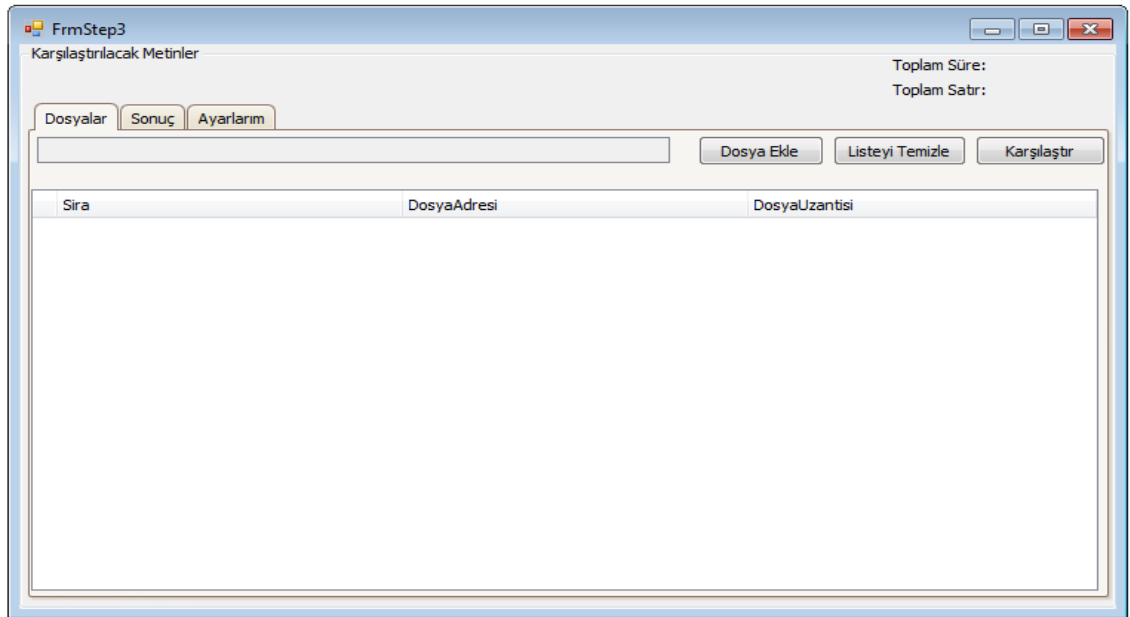 FrmStep3
Karşılaştırılacak Metinler
Toplam Süre:
Toplam Satır:
Dosyalar Sonuç Ayarlarım
Dosya Ekle Listeyi Temizle Karşılaştır
Sira DosyaAdresi DosyaUzantisi